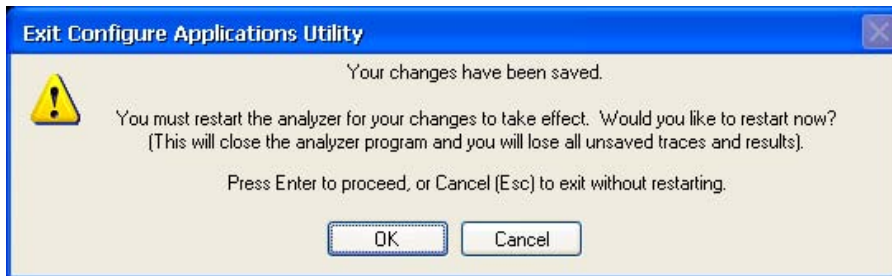 Exit Configure Applications Utility
Your changes have been saved.
You must restart the analyzer for your changes to take effect. Would you like to restart now?
(This will close the analyzer program and you will lose all unsaved traces and results).
Press Enter to proceed, or Cancel (Esc) to exit without restarting.
OK
Cancel